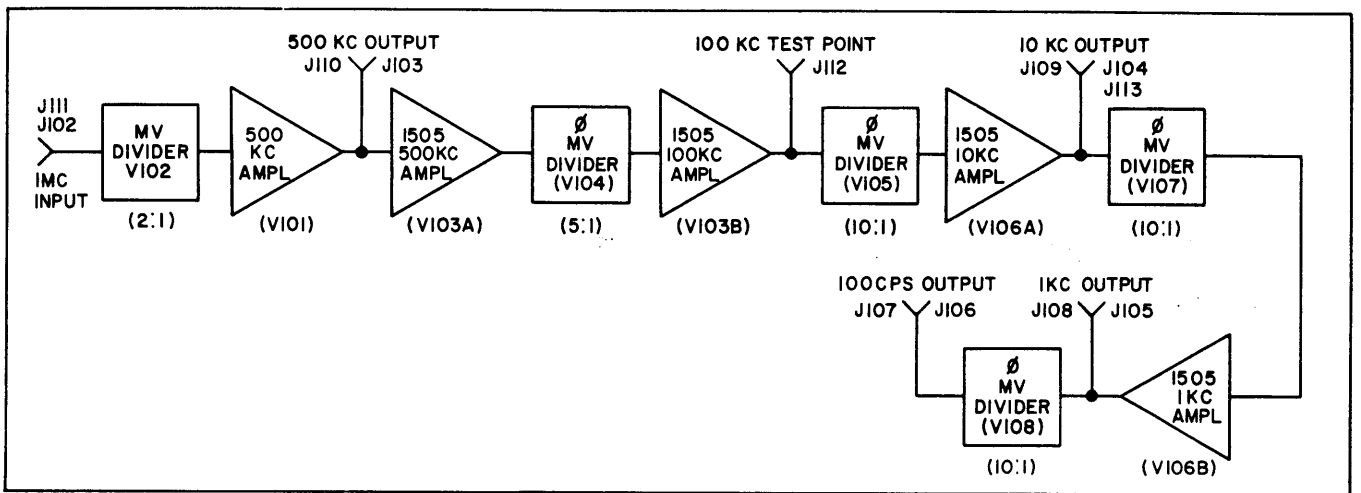 J111
J102
1MC
INPUT
MV
DIVIDER
V102
(2:1)
500
KC
AMPL
(V101)
500 KC OUTPUT
J110 J103
1505
500KC
AMPL
(V103A)
Ø
MV
DIVIDER
(V104)
(5:1)
1505
100KC
AMPL
(V103B)
100 KC TEST POINT
J112
Ø
MV
DIVIDER
(V105)
(10:1)
1505
10KC
AMPL
(V106A)
10 KC OUTPUT
J109 J104
J113
Ø
MV
DIVIDER
(V107)
(10:1)
1505
1KC
AMPL
(V106B)
1KC OUTPUT
J108 J105
Ø
MV
DIVIDER
(V108)
(10:1)
100CPS OUTPUT
J107 J106